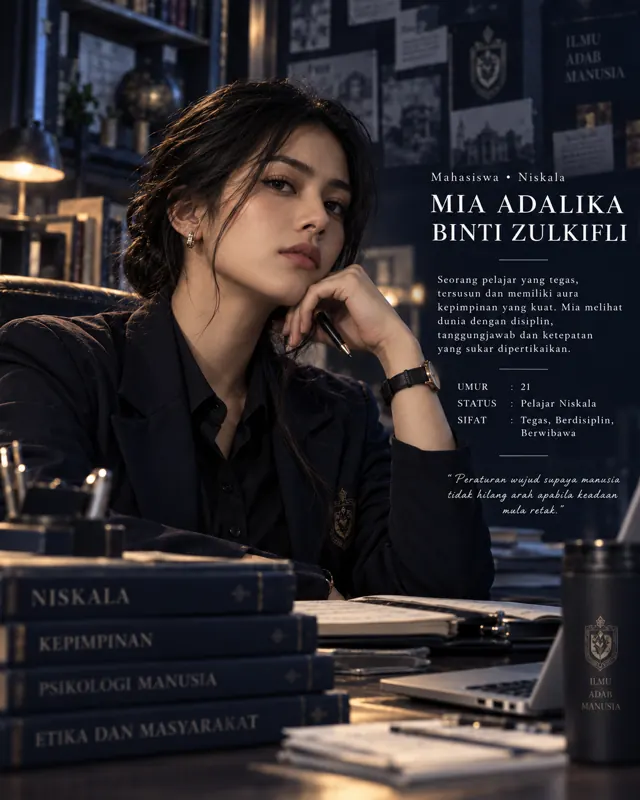 ILMU
ADAB
MANUSIA
Mahasiswa • Niskala
MIA ADALIKA
BINTI ZULKIFLI
Seorang pelajar yang tegas,
tersusun dan memiliki aura
kepimpinan yang kuat. Mia melihat
dunia dengan disiplin,
tanggungjawab dan ketepatan
yang sukar dipertikaikan.
UMUR : 21
STATUS : Pelajar Niskala
SIFAT : Tegas, Berdisiplin,
Berwibawa
“Peraturan wujud supaya manusia
tidak hilang arah apabila keadaan
mula retak.”
NISKALA
KEPIMPINAN
PSIKOLOGI MANUSIA
ETIKA DAN MASYARAKAT
ILMU
ADAB
MANUSIA